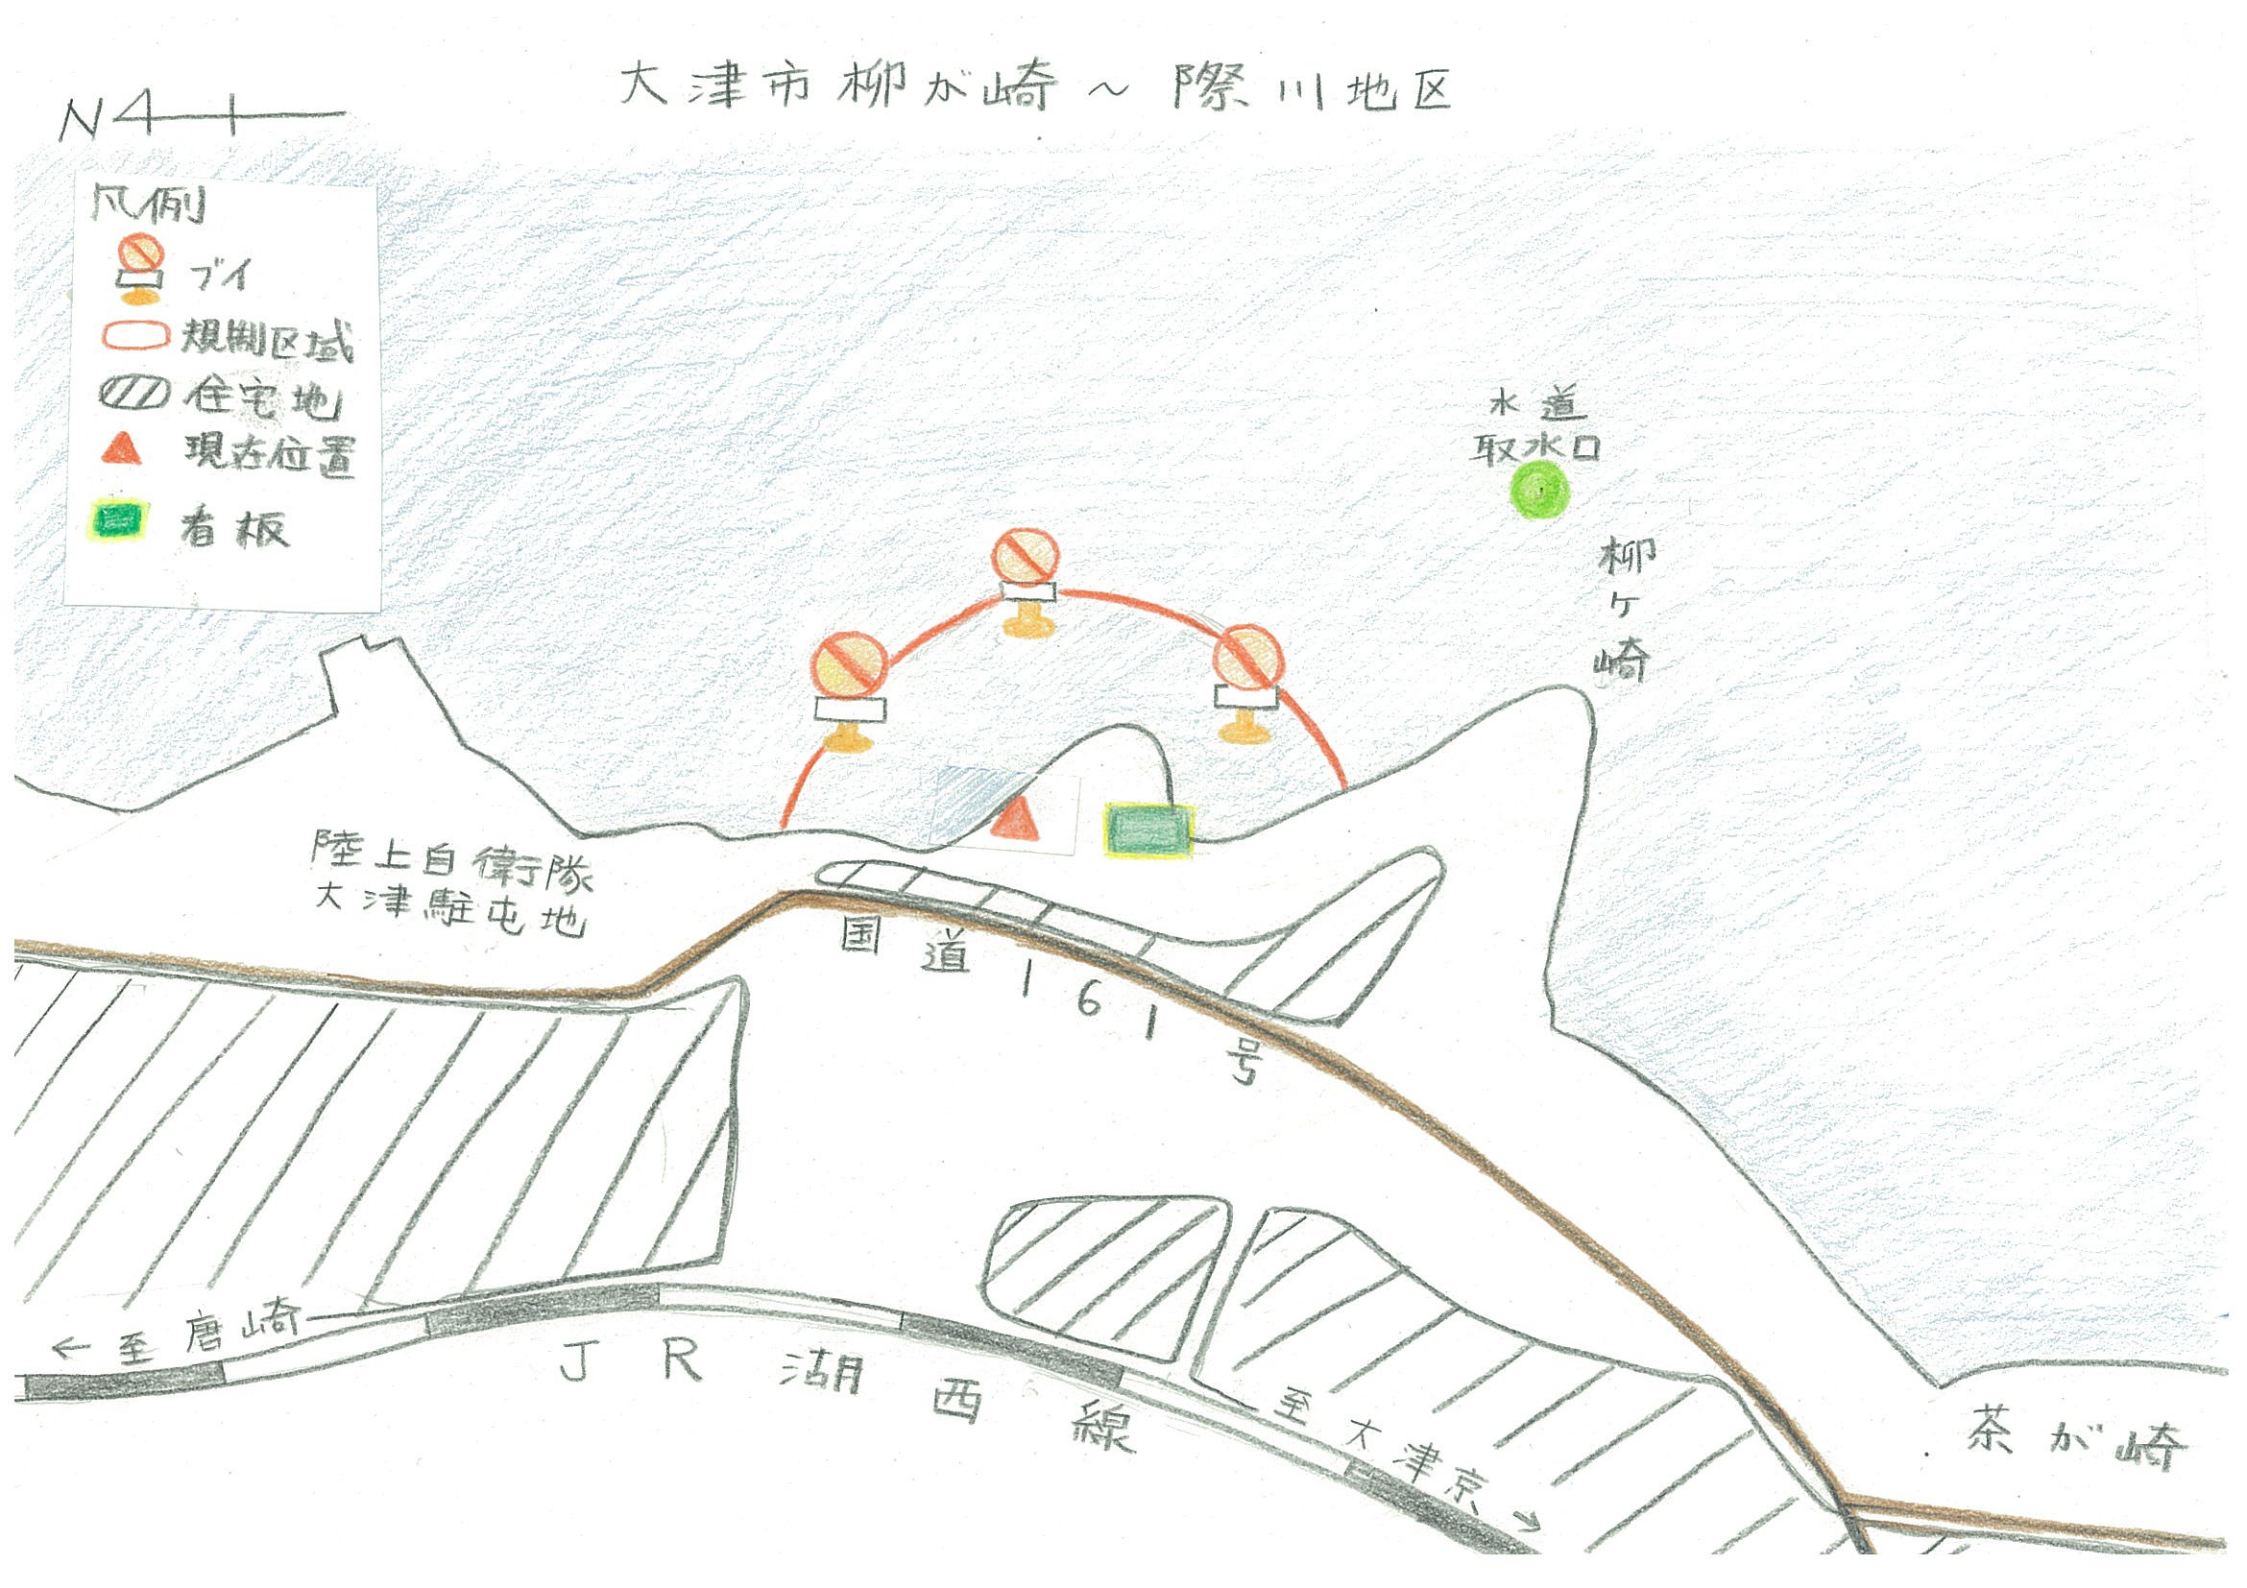 大津市柳が崎～際川地区
N
凡例
ブイ
規制区域
住宅地
現在位置
看板
水道
取水口
柳ヶ崎
陸上自衛隊
大津駐屯地
国道161号
←至唐崎
JR湖西線
至大津京→
茶が崎